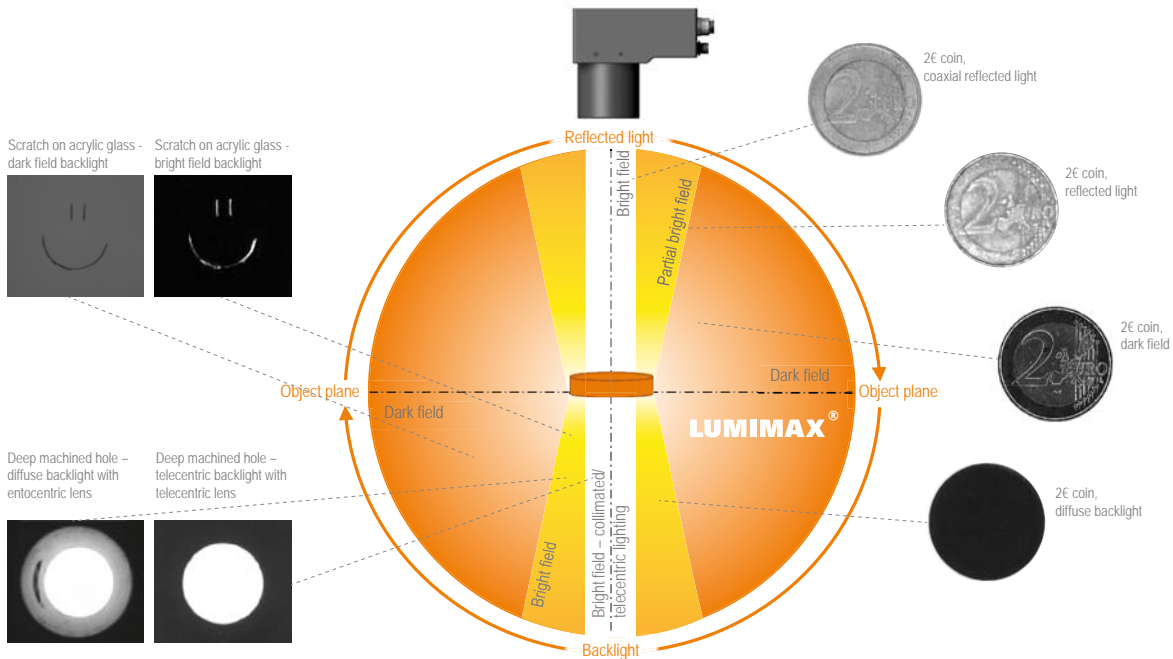 2€ coin,
coaxial reflected light
Reflected light
Scratch on acrylic glass -
dark field backlight
Scratch on acrylic glass -
bright field backlight
Bright field
Partial bright field
2€ coin,
reflected light
2€ coin,
dark field
Dark field
Object plane
Object plane
Dark field
LUMIMAX®
Deep machined hole –
diffuse backlight with
entocentric lens
Deep machined hole –
telecentric backlight with
telecentric lens
Bright field
Bright field – collimated/
telecentric lighting
2€ coin,
diffuse backlight
Backlight
2
2
2